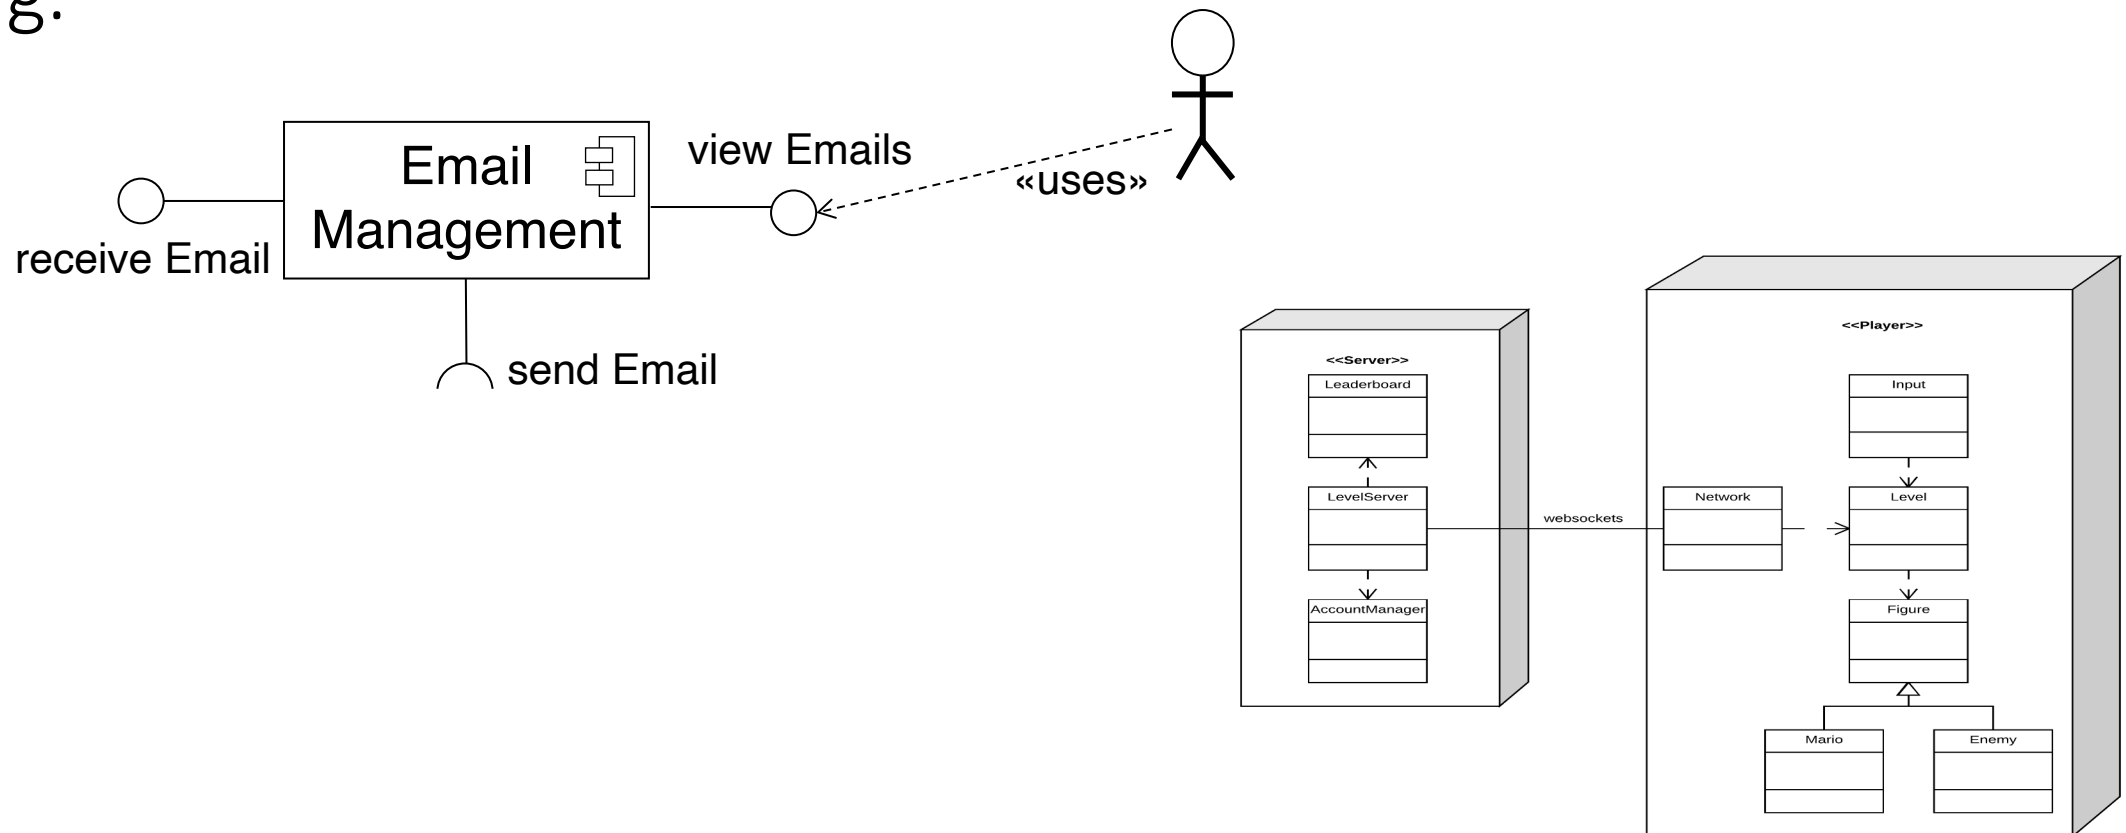 g.
Email
Management
view Emails
«uses»
receive Email
send Email
<<Server>>
Leaderboard
LevelServer
AccountManager
websockets
<<Player>>
Input
Network
Level
Figure
Mario
Enemy